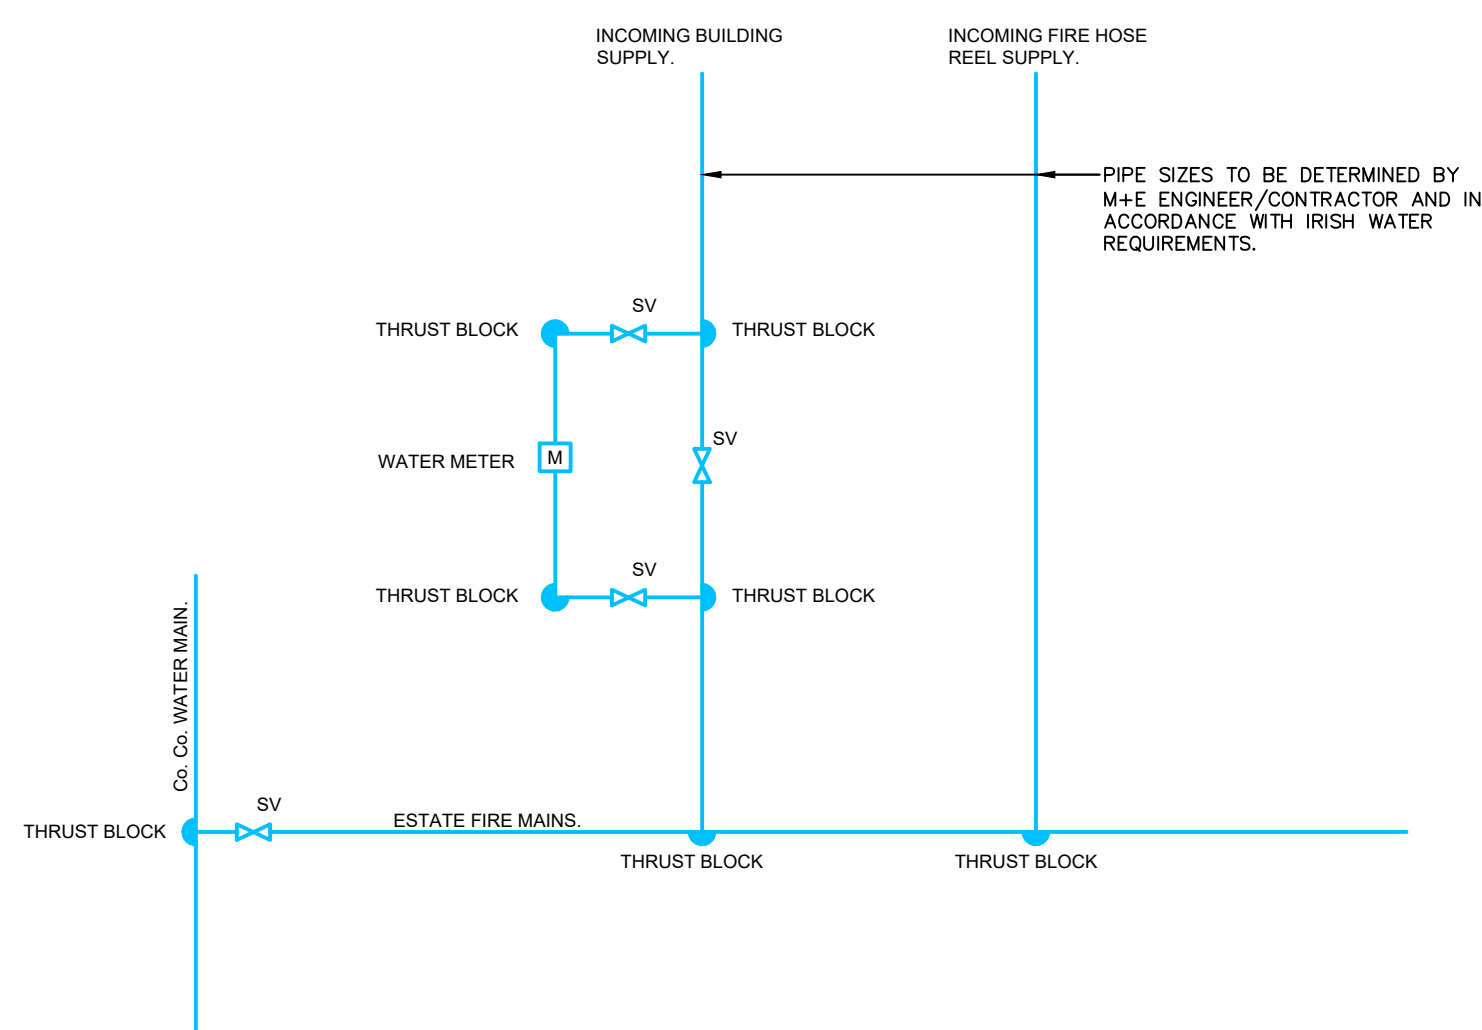 INCOMING BUILDING
SUPPLY.
INCOMING FIRE HOSE
REEL SUPPLY.
PIPE SIZES TO BE DETERMINED BY
M+E ENGINEER/CONTRACTOR AND IN
ACCORDANCE WITH IRISH WATER
REQUIREMENTS.
SV
THRUST BLOCK
THRUST BLOCK
SV
WATER METER
M
SV
THRUST BLOCK
THRUST BLOCK
Co. Co. WATER MAIN.
SV
ESTATE FIRE MAINS.
THRUST BLOCK
THRUST BLOCK
THRUST BLOCK